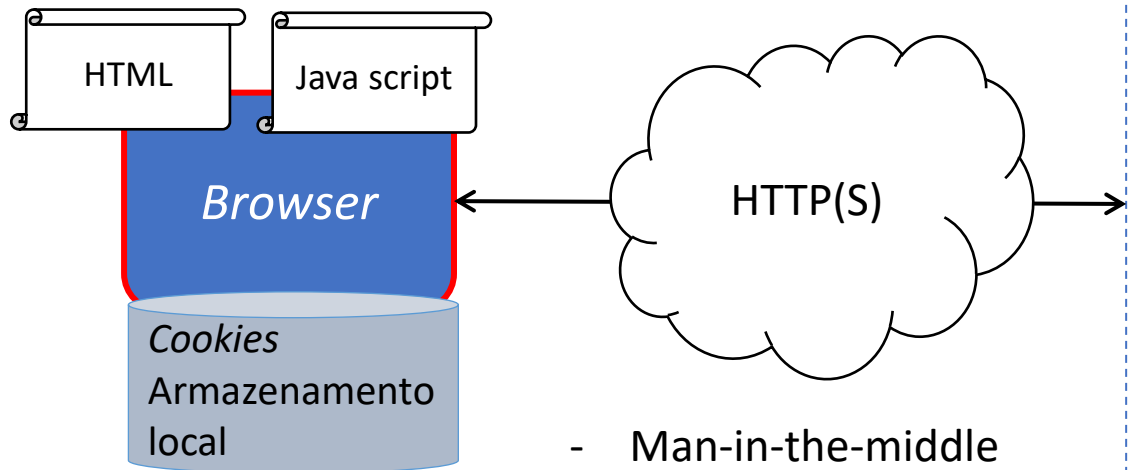 HTML
Java script
Browser
HTTP(S)
Cookies
Armazenamento
local
- Man-in-the-middle